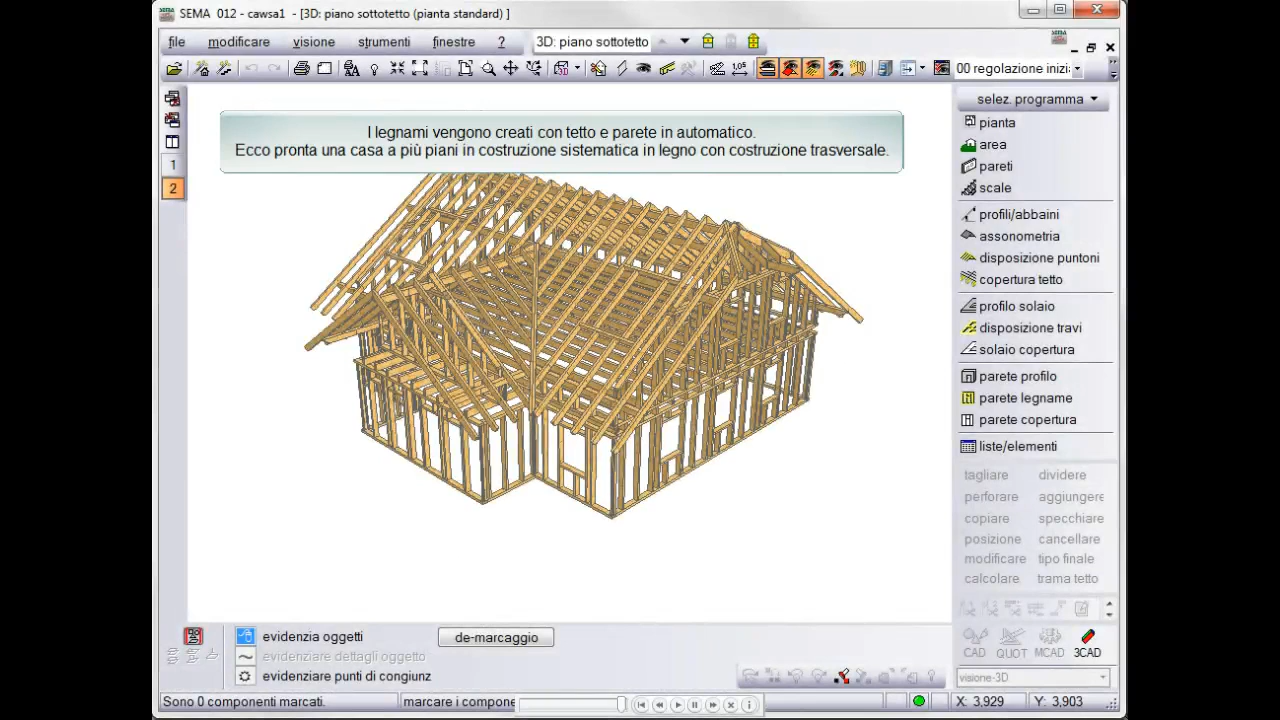 SEMA 012 - cawsa1 - [3D: piano sottotetto (pianta standard) ]
file modificare visione strumenti finestre ? 3D: piano sottotetto
1,05 00 regolazione inizi:
I legnami vengono creati con tetto e parete in automatico.
Ecco pronta una casa a più piani in costruzione sistematica in legno con costruzione trasversale.
1
2
selez. programma
pianta
area
pareti
scale
profili/abbaini
assonometria
disposizione puntoni
copertura tetto
profilo solaio
disposizione travi
solaio copertura
parete profilo
parete legname
parete copertura
liste/elementi
tagliare dividere
perforare aggiungere
copiare specchiare
posizione cancellare
modificare tipo finale
calcolare trama tetto
CAD QUOT MCAD 3CAD
visione-3D
evidenzia oggetti de-marcaggio
evidenziare dettagli oggetto
evidenziare punti di congiunz
Sono 0 componenti marcati. marcare i compone X: 3,929 Y: 3,903